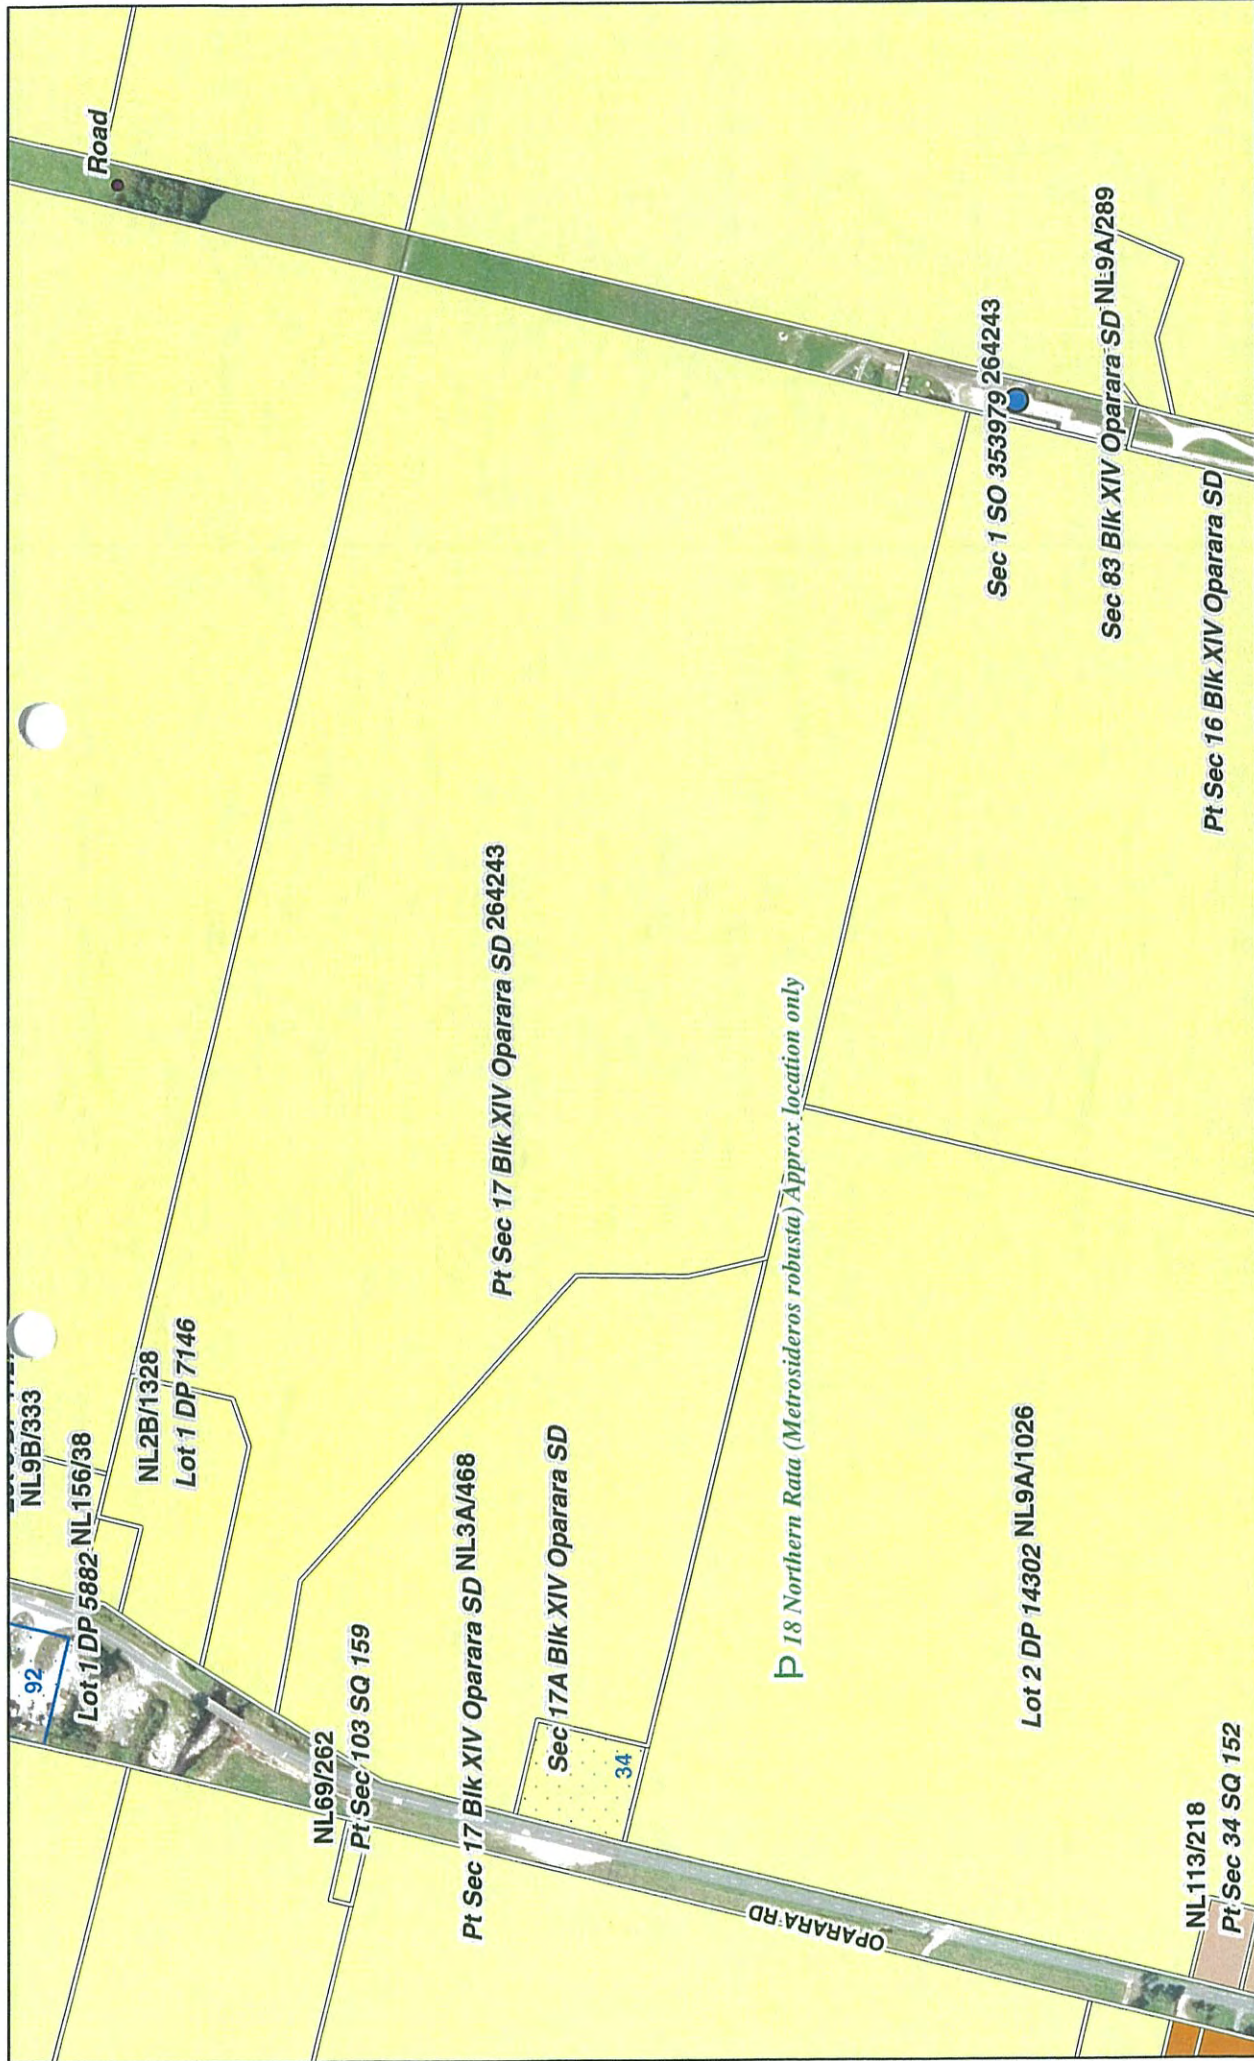 Road
NL9B/333
Lot 1 DP 5882 NL156/38
92
NL2B/1328
Lot 1 DP 7146
NL69/262
Pt Sec 103 SQ 159
Pt Sec 17 Blk XIV Oparara SD NL3A/468
Pt Sec 17 Blk XIV Oparara SD 264243
Sec 17A Blk XIV Oparara SD
34
18 Northern Rata (Metrosideros robusta) Approx location only
OPARARA RD
Sec 1 SO 353979 264243
Lot 2 DP 14302 NL9A/1026
Sec 83 Blk XIV Oparara SD NL9A/289
NL113/218
Pt Sec 34 SQ 152
Pt Sec 16 Blk XIV Oparara SD